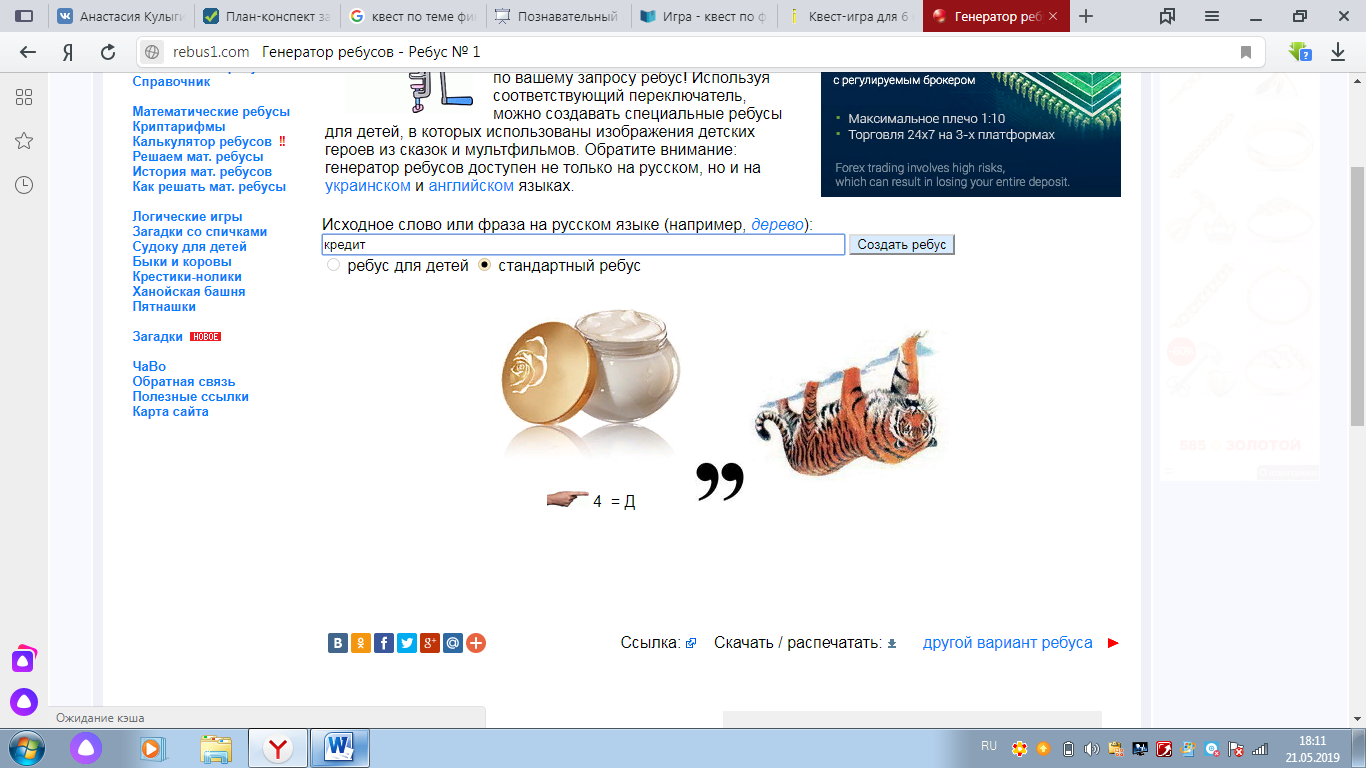 Анастасия Кулыги
План-конспект за
квест по теме фи
Познавательный
Игра - квест по ф
Квест-игра для 6
Генератор реб
Я
rebus1.com Генератор ребусов - Ребус № 1
Справочник
Математические ребусы
Криптарифмы
Калькулятор ребусов !!
Решаем мат. ребусы
История мат. ребусов
Как решать мат. ребусы
Логические игры
Загадки со спичками
Судоку для детей
Быки и коровы
Крестики-нолики
Ханойская башня
Пятнашки
Загадки НОВОЕ
ЧаВо
Обратная связь
Полезные ссылки
Карта сайта
по вашему запросу ребус! Используя
соответствующий переключатель,
можно создавать специальные ребусы
для детей, в которых использованы изображения детских
героев из сказок и мультфильмов. Обратите внимание:
генератор ребусов доступен не только на русском, но и на
украинском и английском языках.
с регулируемым брокером
• Максимальное плечо 1:10
• Торговля 24x7 на 3-х платформах
Forex trading involves high risks,
which can result in losing your entire deposit.
Исходное слово или фраза на русском языке (например, дерево):
кредит
Создать ребус
ребус для детей стандартный ребус
4 = Д
,,
585 ЗОЛОТОЙ
Ссылка: Скачать / распечатать: другой вариант ребуса
Ожидание кэша
RU
18:11
21.05.2019